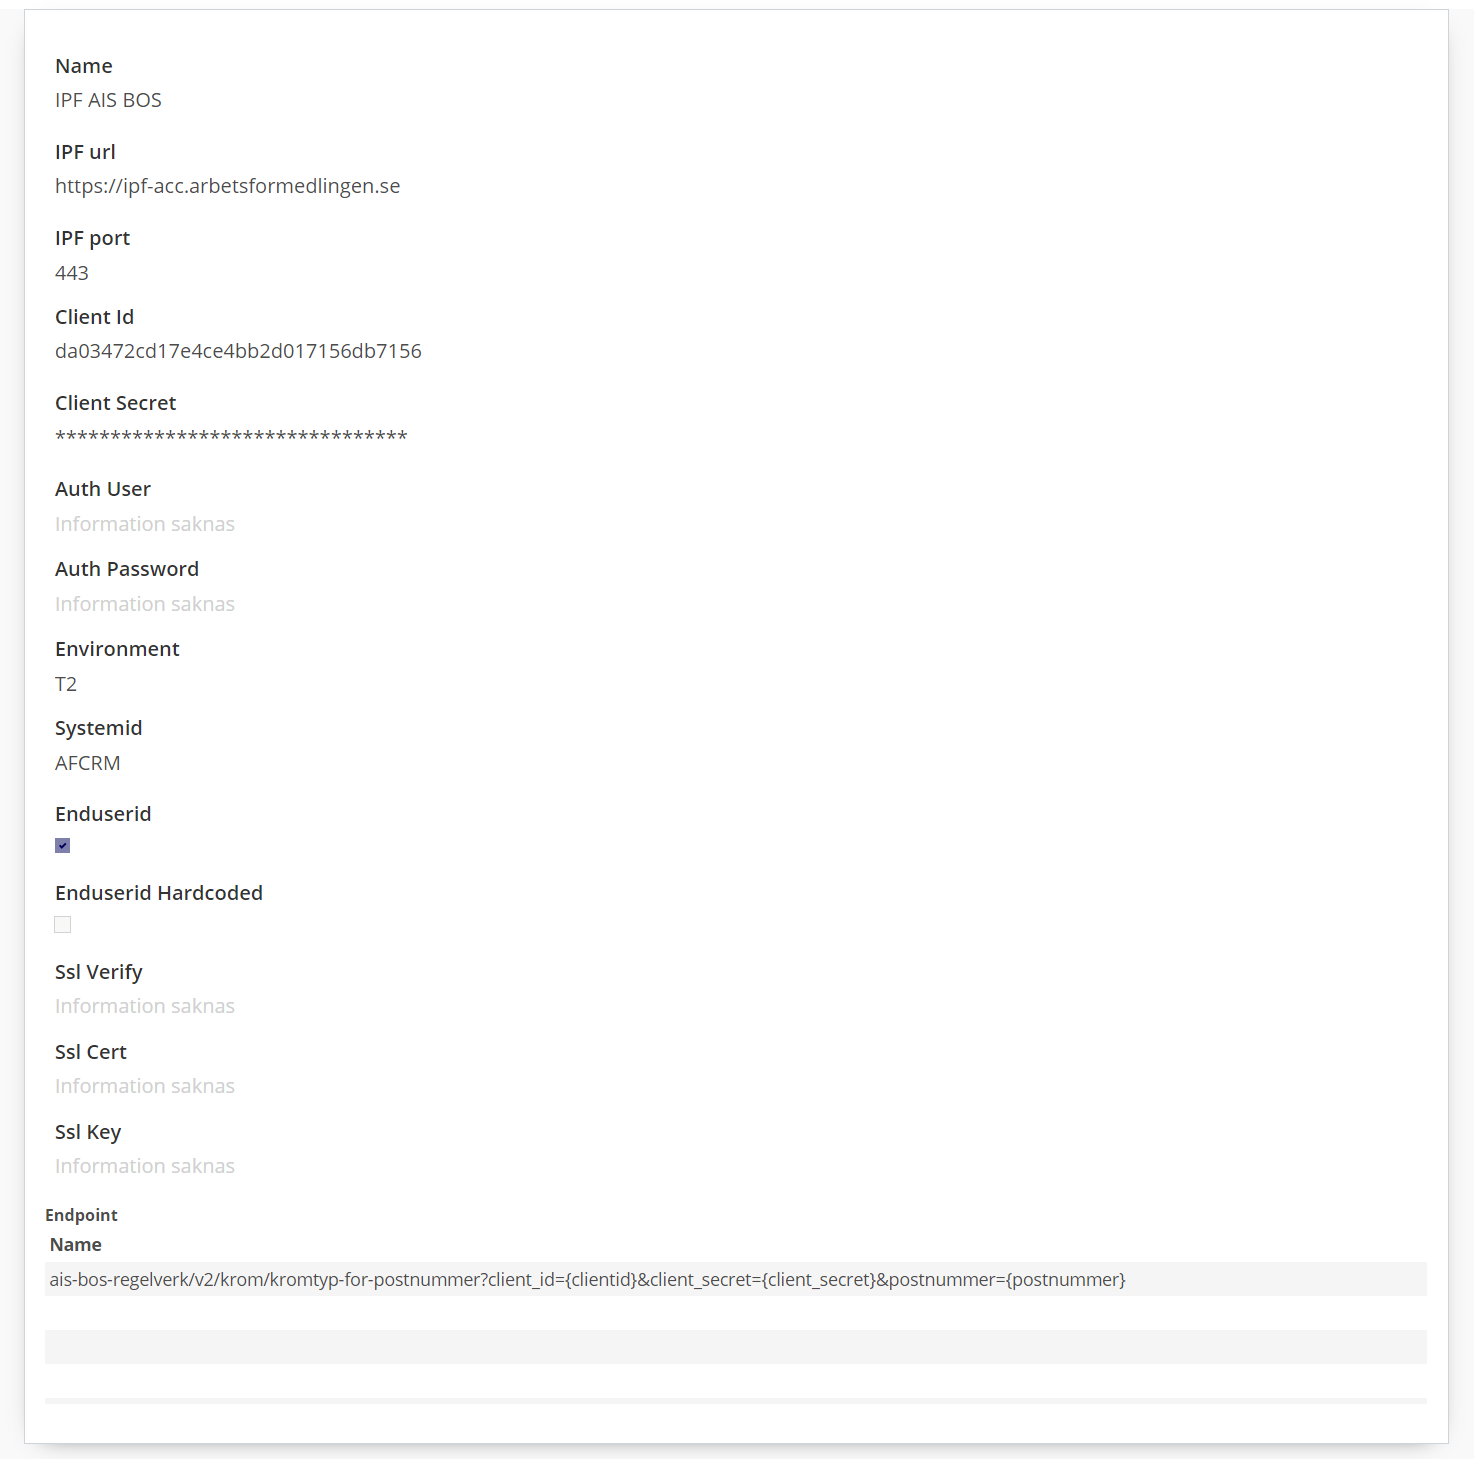 Name
IPF AIS BOS
IPF url
https://ipf-acc.arbetsformedlingen.se
IPF port
443
Client Id
da03472cd17e4ce4bb2d017156db7156
Client Secret
********************************
Auth User
Information saknas
Auth Password
Information saknas
Environment
T2
Systemid
AFCRM
Enduserid
Enduserid Hardcoded
Ssl Verify
Information saknas
Ssl Cert
Information saknas
Ssl Key
Information saknas
Endpoint
Name
ais-bos-regelverk/v2/krom/kromtyp-for-postnummer?client_id={clientid}&client_secret={client_secret}&postnummer={postnummer}